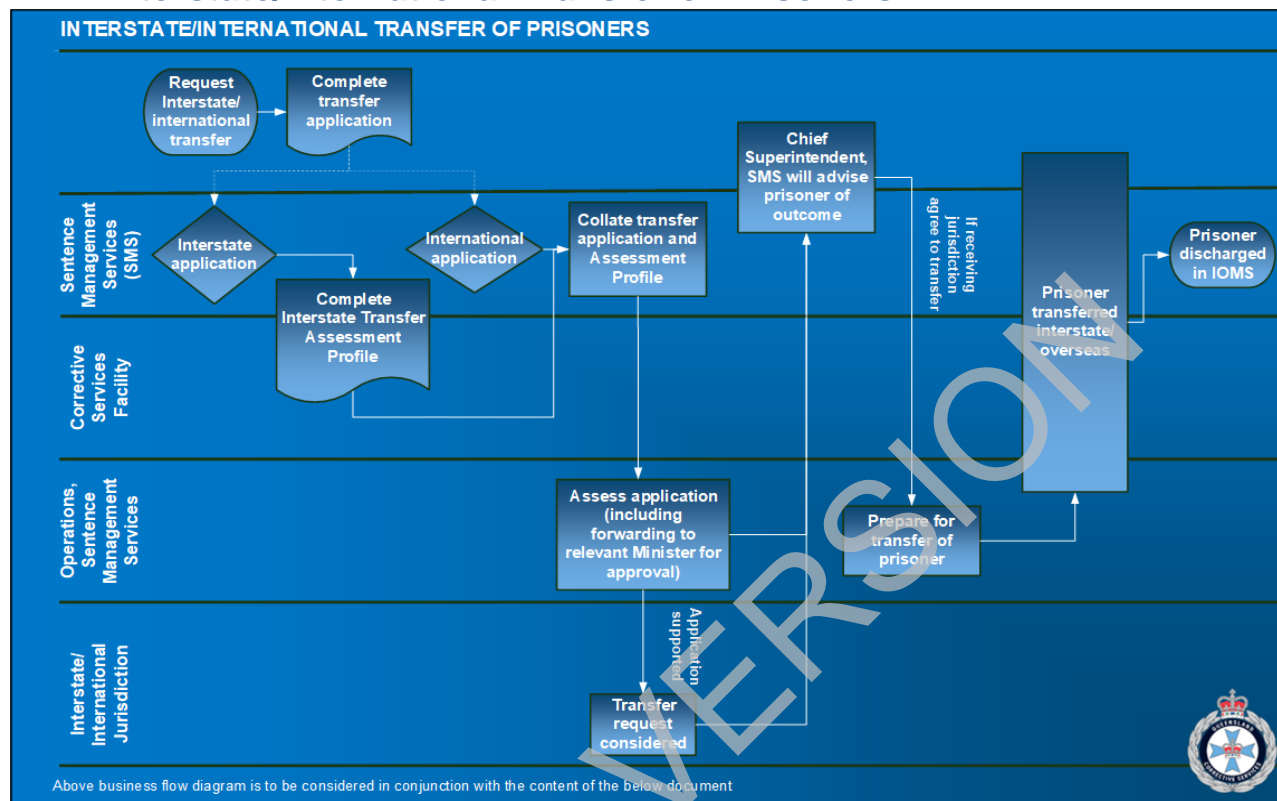 INTERSTATE/INTERNATIONAL TRANSFER OF PRISONERS
Request
Interstate/
international
transfer
Complete
transfer
application
Chief
Superintendent,
SMS will advise
prisoner of
outcome
Sentence
Management
Services
(SMS)
Interstate
application
International
application
Collate transfer
application and
Assessment
Profile
If receiving
jurisdiction
agree to transfer
Prisoner
discharged
in IOMS
Complete
Interstate Transfer
Assessment
Profile
Prisoner
transferred
interstate/
overseas
Corrective
Services
Facility
Operations,
Sentence
Management
Services
Assess application
(including
forwarding to
relevant Minister for
approval)
Prepare for
transfer of
prisoner
Application
supported
Interstate/
International
Jurisdiction
Transfer
request
considered
VERSION
QUEENSLAND
CORRECTIVE SERVICES
Above business flow diagram is to be considered in conjunction with the content of the below document